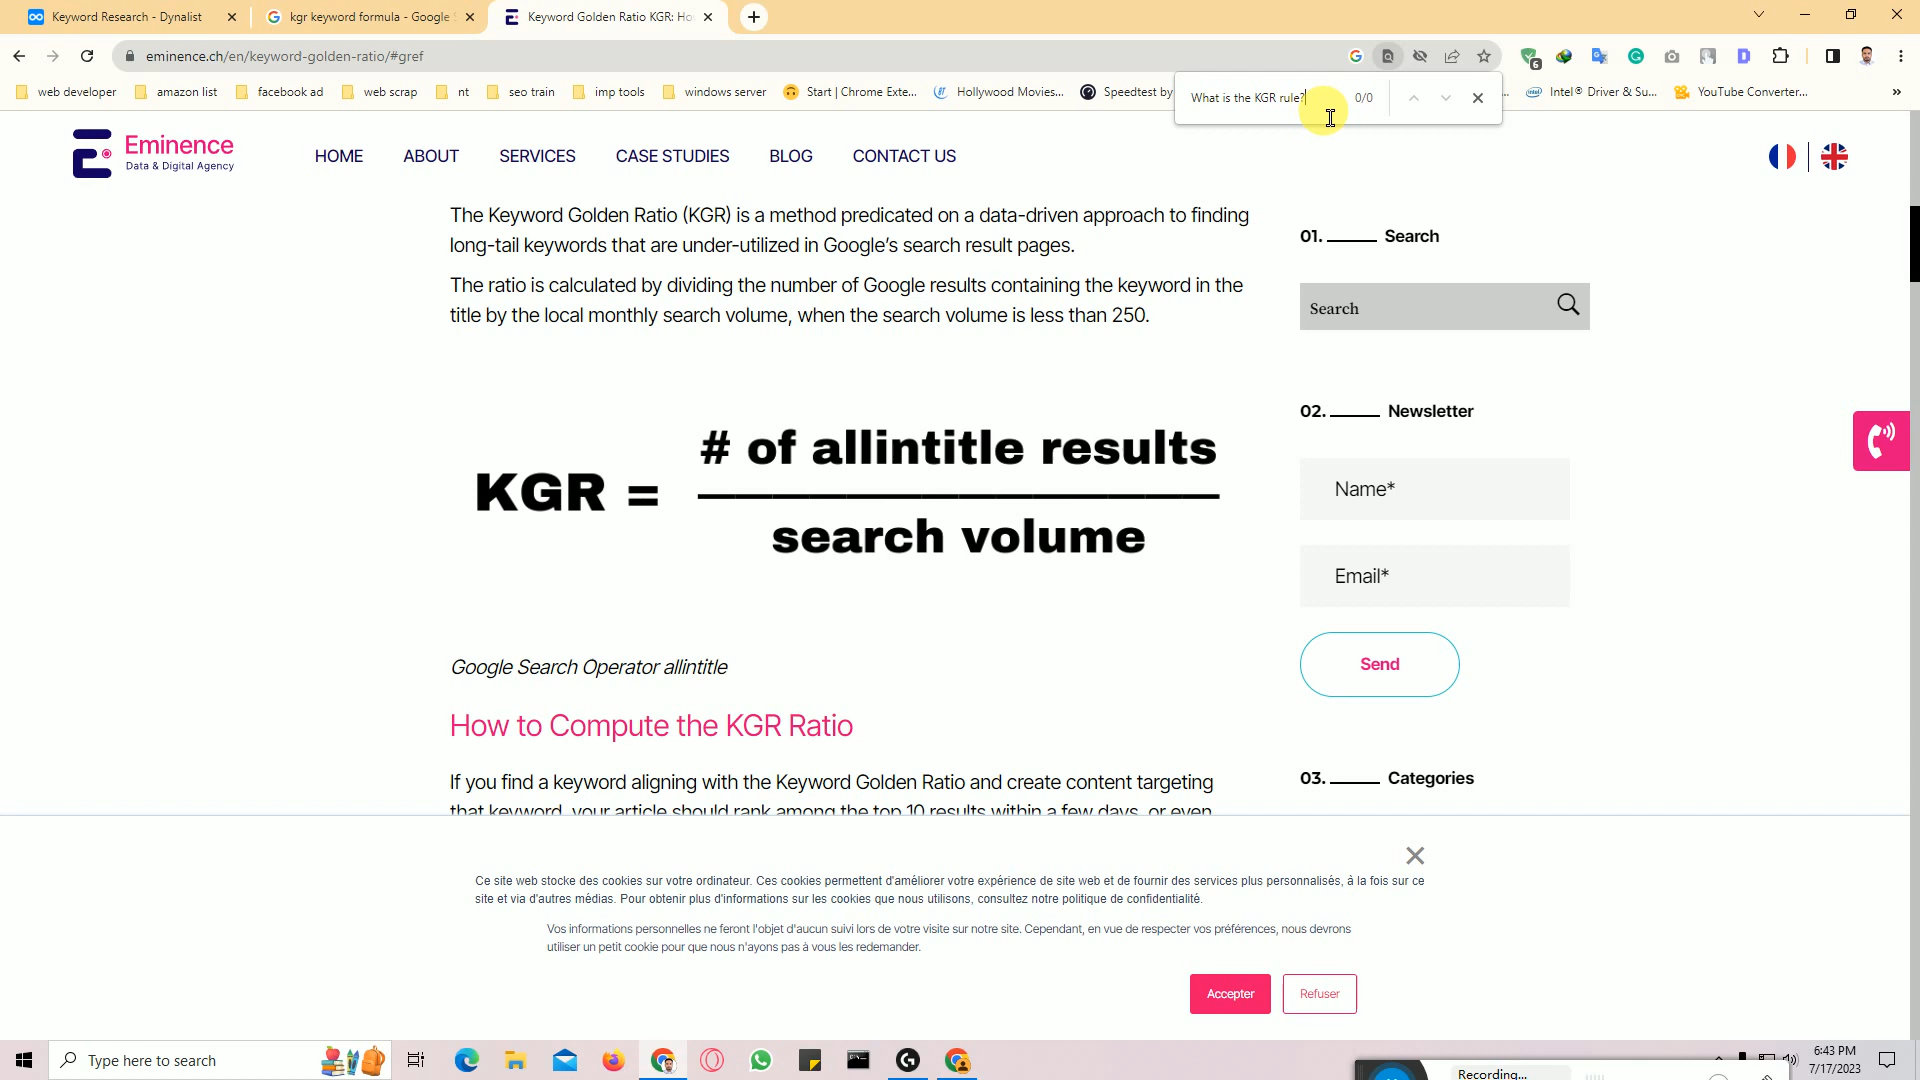 Keyword Research - Dynalist
kgr keyword formula - Google S
Keyword Golden Ratio KGR: Ho
eminence.ch/en/keyword-golden-ratio/#gref
6
web developer
amazon list
facebook ad
web scrap
nt
seo train
imp tools
windows server
Start | Chrome Exte...
Hollywood Movies...
Speedtest by
Intel® Driver & Su...
YouTube Converter...
»
What is the KGR rule?
0/0
Eminence
Data & Digital Agency
HOME
ABOUT
SERVICES
CASE STUDIES
BLOG
CONTACT US
The Keyword Golden Ratio (KGR) is a method predicated on a data-driven approach to finding
long-tail keywords that are under-utilized in Google's search result pages.
The ratio is calculated by dividing the number of Google results containing the keyword in the
title by the local monthly search volume, when the search volume is less than 250.
KGR =
# of allintitle results
search volume
Google Search Operator allintitle
How to Compute the KGR Ratio
If you find a keyword aligning with the Keyword Golden Ratio and create content targeting
that keyword, your article should rank among the top 10 results within a few days, or even
01. Search
Search
02. Newsletter
Name*
Email*
Send
03. Categories
Ce site web stocke des cookies sur votre ordinateur. Ces cookies permettent d'améliorer votre expérience de site web et de fournir des services plus personnalisés, à la fois sur ce
site et via d'autres médias. Pour obtenir plus d'informations sur les cookies que nous utilisons, consultez notre politique de confidentialité.
Vos informations personnelles ne feront l'objet d'aucun suivi lors de votre visite sur notre site. Cependant, en vue de respecter vos préférences, nous devrons
utiliser un petit cookie pour que nous n'ayons pas à vous les redemander.
Accepter
Refuser
Type here to search
Recording...
6:43 PM
7/17/2023